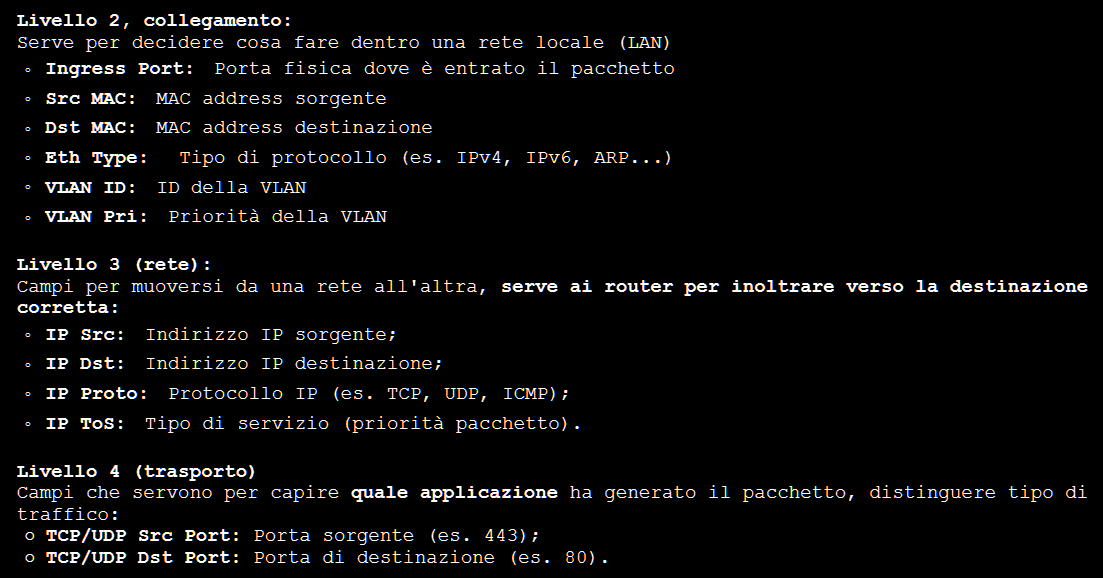 Livello 2, collegamento:
Serve per decidere cosa fare dentro una rete locale (LAN)
◦ Ingress Port: Porta fisica dove è entrato il pacchetto
◦ Src MAC: MAC address sorgente
◦ Dst MAC: MAC address destinazione
◦ Eth Type: Tipo di protocollo (es. IPv4, IPv6, ARP...)
◦ VLAN ID: ID della VLAN
◦ VLAN Pri: Priorità della VLAN
Livello 3 (rete):
Campi per muoversi da una rete all'altra, serve ai router per inoltrare verso la destinazione
corretta:
◦ IP Src: Indirizzo IP sorgente;
◦ IP Dst: Indirizzo IP destinazione;
◦ IP Proto: Protocollo IP (es. TCP, UDP, ICMP);
◦ IP ToS: Tipo di servizio (priorità pacchetto).
Livello 4 (trasporto)
Campi che servono per capire quale applicazione ha generato il pacchetto, distinguere tipo di
traffico:
o TCP/UDP Src Port: Porta sorgente (es. 443);
o TCP/UDP Dst Port: Porta di destinazione (es. 80).